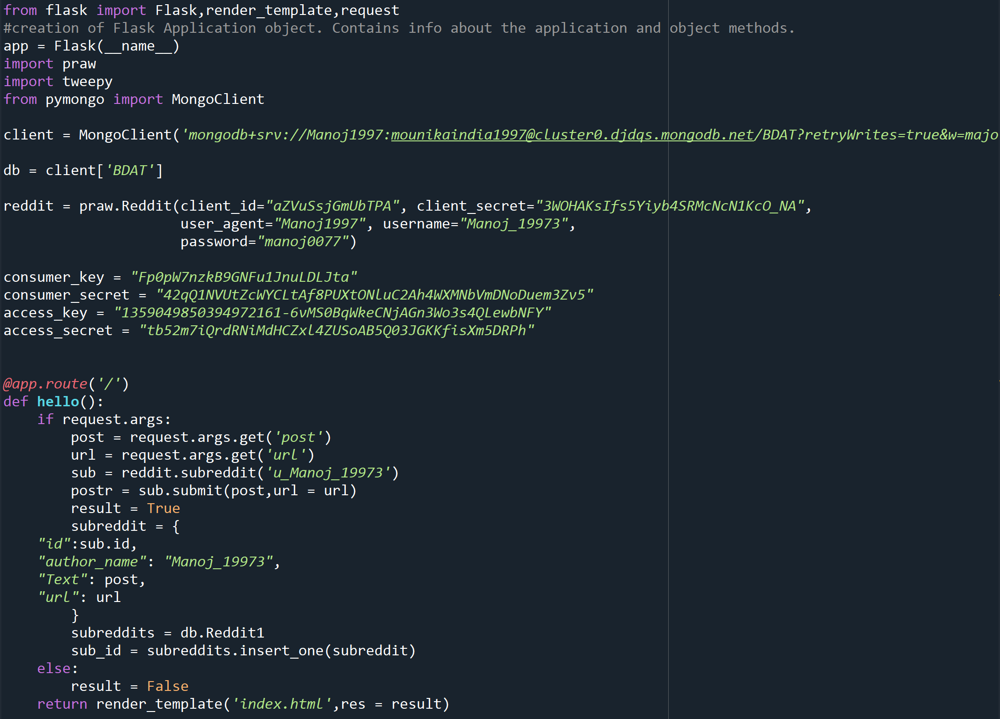 from flask import Flask,render_template,request
#creation of Flask Application object. Contains info about the application and object methods.
app = Flask(__name__)
import praw
import tweepy
from pymongo import MongoClient
client = MongoClient('mongodb+srv://Manoj1997:mounikaindia1997@cluster0.djdqs.mongodb.net/BDAT?retryWrites=true&w=majo
db = client['BDAT']
reddit = praw.Reddit(client_id="aZVuSsjGmUbTPA", client_secret="3WOHAKsIfs5Yiyb4SRMcNcN1KcO_NA",
user_agent="Manoj1997", username="Manoj_19973",
password="manoj0077")
consumer_key = "Fp0pW7nzkB9GNFu1JnuLDLJta"
consumer_secret = "42qQ1NVUtZcWYCLtAf8PUXtONluC2Ah4WXMNbVmDNoDuem3Zv5"
access_key = "1359049850394972161-6vMS0BqWkeCNjAGn3Wo3s4QLewbNFY"
access_secret = "tb52m7iQrdRNiMdHCZxl4ZUSoAB5Q03JGKKfisXm5DRPh"
@app.route('/')
def hello():
if request.args:
post = request.args.get('post')
url = request.args.get('url')
sub = reddit.subreddit('u_Manoj_19973')
postr = sub.submit(post,url = url)
result = True
subreddit = {
"id":sub.id,
"author_name": "Manoj_19973",
"Text": post,
"url": url
}
subreddits = db.Reddit1
sub_id = subreddits.insert_one(subreddit)
else:
result = False
return render_template('index.html',res = result)